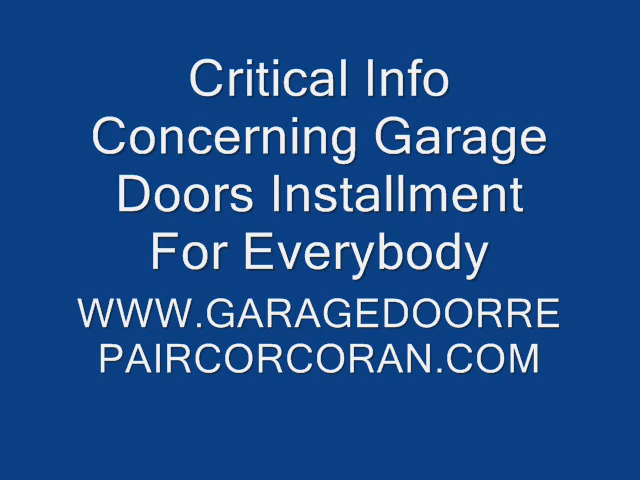 Critical Info
Concerning Garage
Doors Installment
For Everybody
WWW.GARAGEDOORRE
PAIRCORCORAN.COM